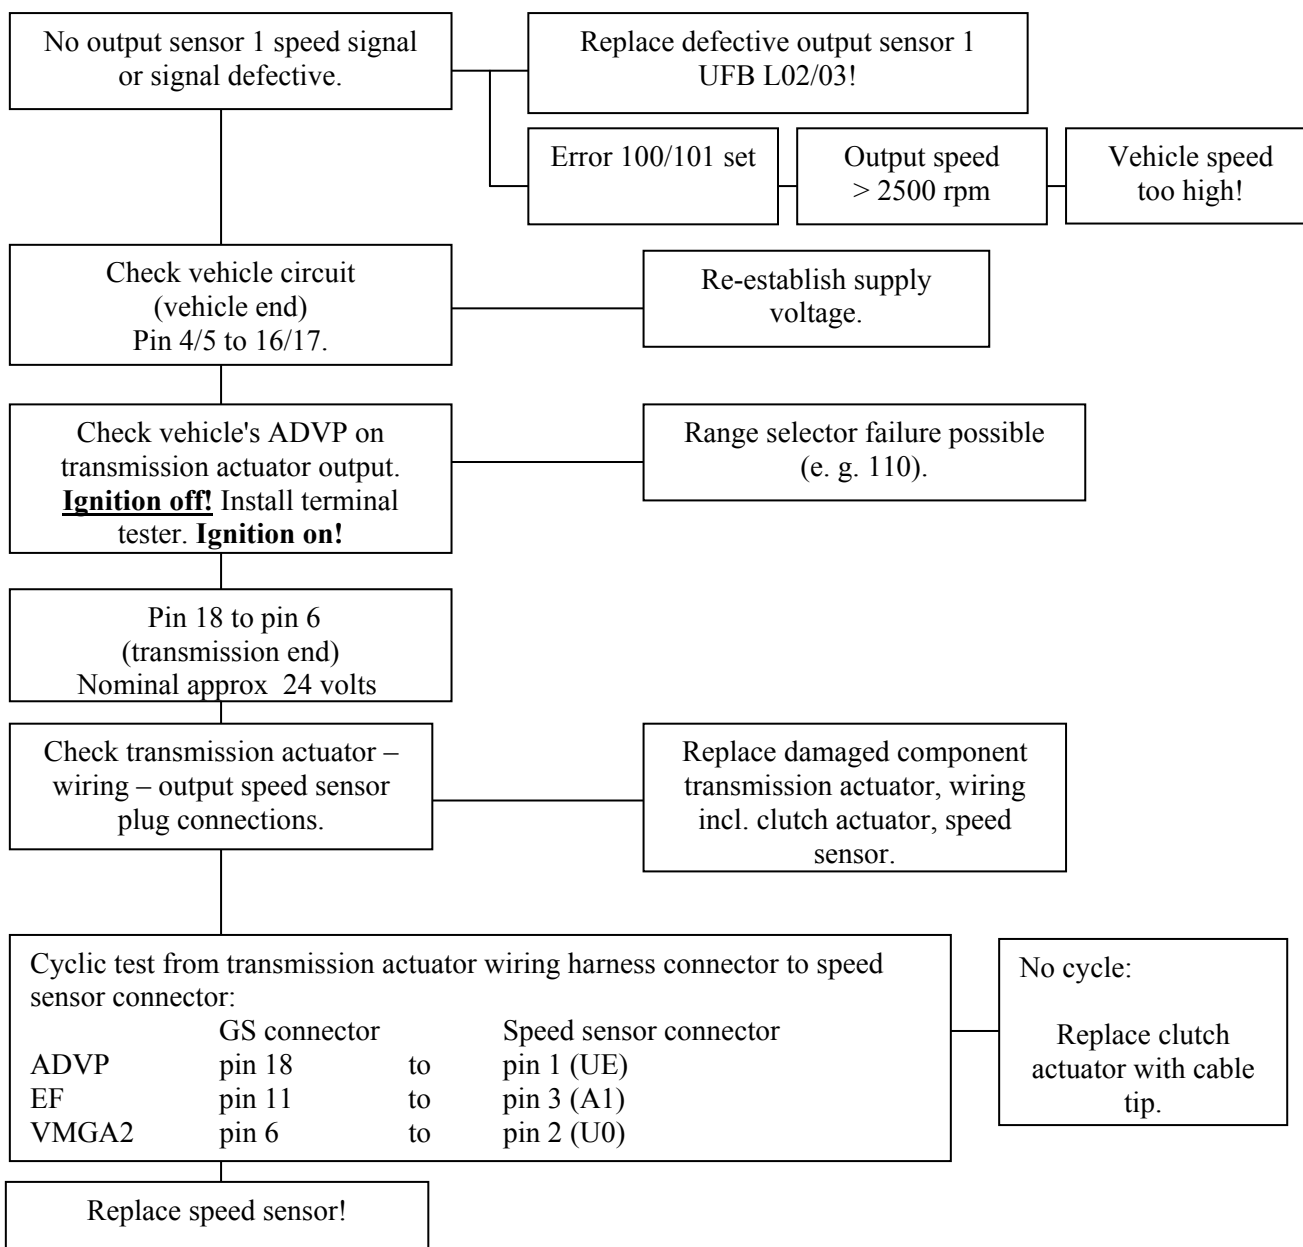 No output sensor 1 speed signal
or signal defective.
Replace defective output sensor 1
UFB L02/03!
Error 100/101 set
Output speed
> 2500 rpm
Vehicle speed
too high!
Check vehicle circuit
(vehicle end)
Pin 4/5 to 16/17.
Re-establish supply
voltage.
Check vehicle's ADVP on
transmission actuator output.
Ignition off! Install terminal
tester. Ignition on!
Range selector failure possible
(e. g. 110).
Pin 18 to pin 6
(transmission end)
Nominal approx  24 volts
Check transmission actuator –
wiring – output speed sensor
plug connections.
Replace damaged component
transmission actuator, wiring
incl. clutch actuator, speed
sensor.
Cyclic test from transmission actuator wiring harness connector to speed
sensor connector:
GS connector Speed sensor connector
ADVP pin 18 to pin 1 (UE)
EF pin 11 to pin 3 (A1)
VMGA2 pin 6 to pin 2 (U0)
No cycle:
Replace clutch
actuator with cable
tip.
Replace speed sensor!